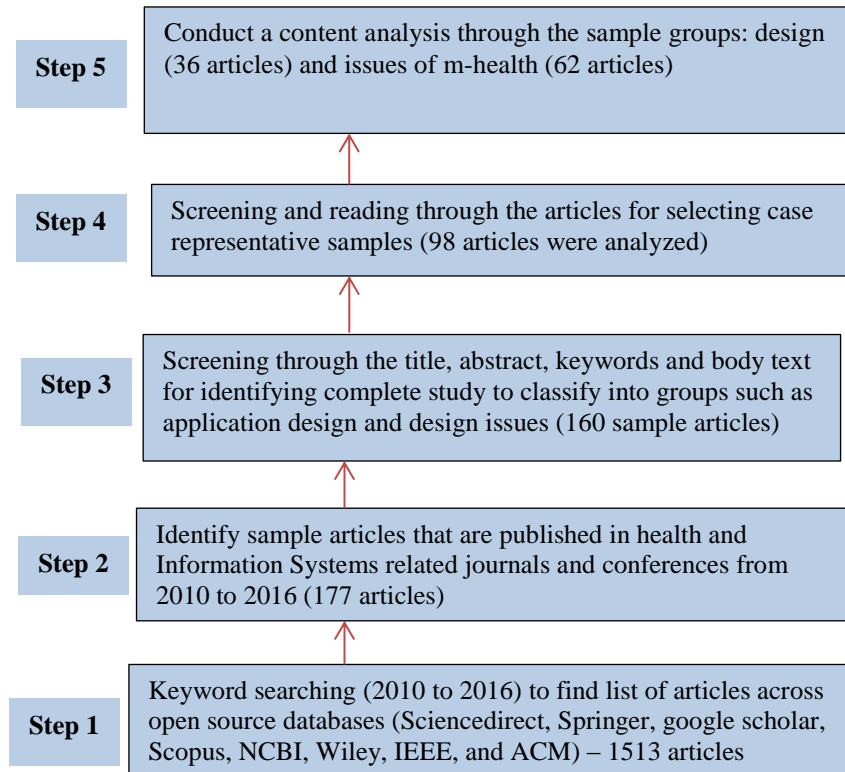 Step 5
Conduct a content analysis through the sample groups: design
(36 articles) and issues of m-health (62 articles)
Step 4
Screening and reading through the articles for selecting case
representative samples (98 articles were analyzed)
Step 3
Screening through the title, abstract, keywords and body text
for identifying complete study to classify into groups such as
application design and design issues (160 sample articles)
Step 2
Identify sample articles that are published in health and
Information Systems related journals and conferences from
2010 to 2016 (177 articles)
Step 1
Keyword searching (2010 to 2016) to find list of articles across
open source databases (Sciencedirect, Springer, google scholar,
Scopus, NCBI, Wiley, IEEE, and ACM) – 1513 articles